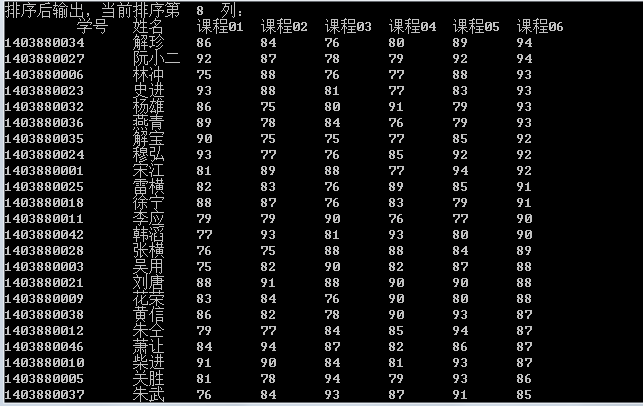 排序后输出，当前排序第 8 列：
学号 姓名 课程01 课程02 课程03 课程04 课程05 课程06
1403880034 解珍 86 84 76 80 89 94
1403880027 阮小二 92 87 78 79 92 94
1403880006 林冲 75 88 76 77 88 93
1403880023 史进 93 88 81 77 83 93
1403880032 杨雄 86 75 80 91 79 93
1403880036 燕青 89 78 84 76 79 93
1403880035 解宝 90 75 75 77 85 92
1403880024 穆弘 93 77 76 85 92 92
1403880001 宋江 81 89 88 77 94 92
1403880025 雷横 82 83 76 89 85 91
1403880018 徐宁 88 87 76 83 79 91
1403880011 李应 79 79 90 76 77 90
1403880042 韩滔 77 93 81 93 80 90
1403880028 张横 76 75 88 88 84 89
1403880003 吴用 75 82 90 82 87 88
1403880021 刘唐 88 91 88 90 90 88
1403880009 花荣 83 84 76 90 80 88
1403880038 黄信 86 82 78 90 93 87
1403880012 朱仝 79 77 84 85 94 87
1403880046 萧让 84 94 87 82 86 87
1403880010 柴进 91 90 84 81 93 87
1403880005 关胜 81 78 94 79 93 86
1403880037 朱武 76 84 93 87 91 85